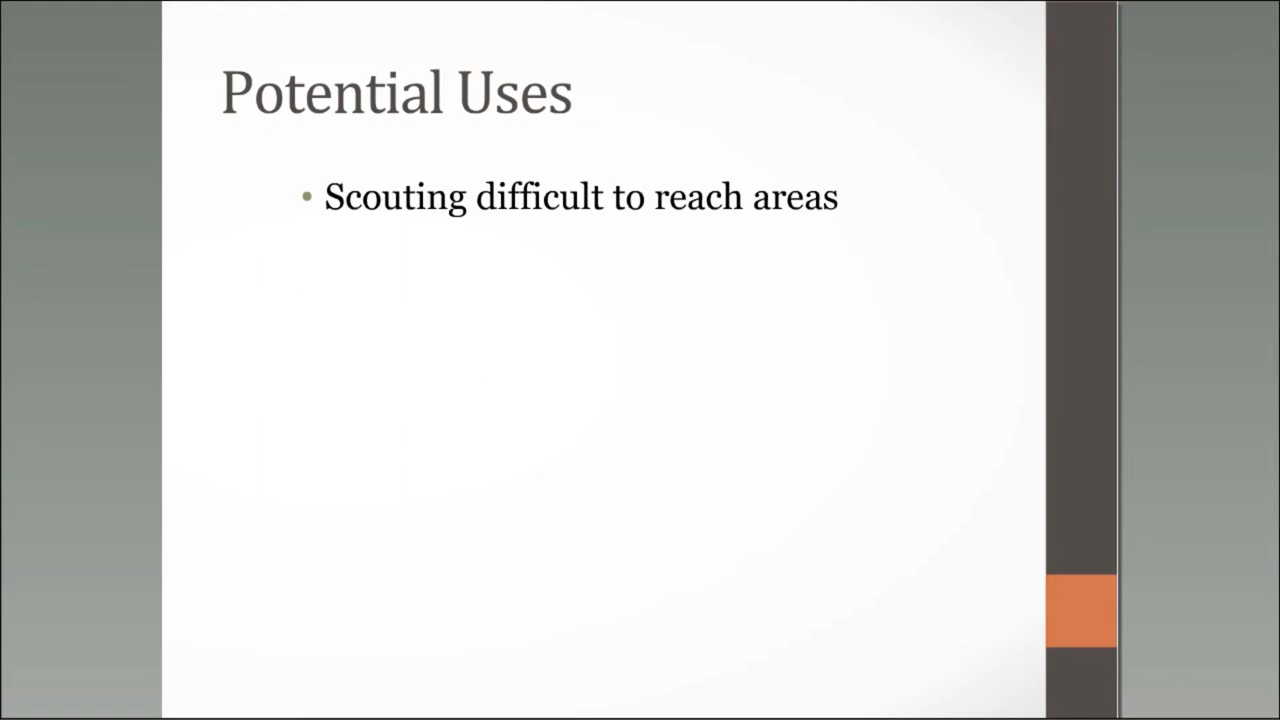 Potential Uses
• Scouting difficult to reach areas